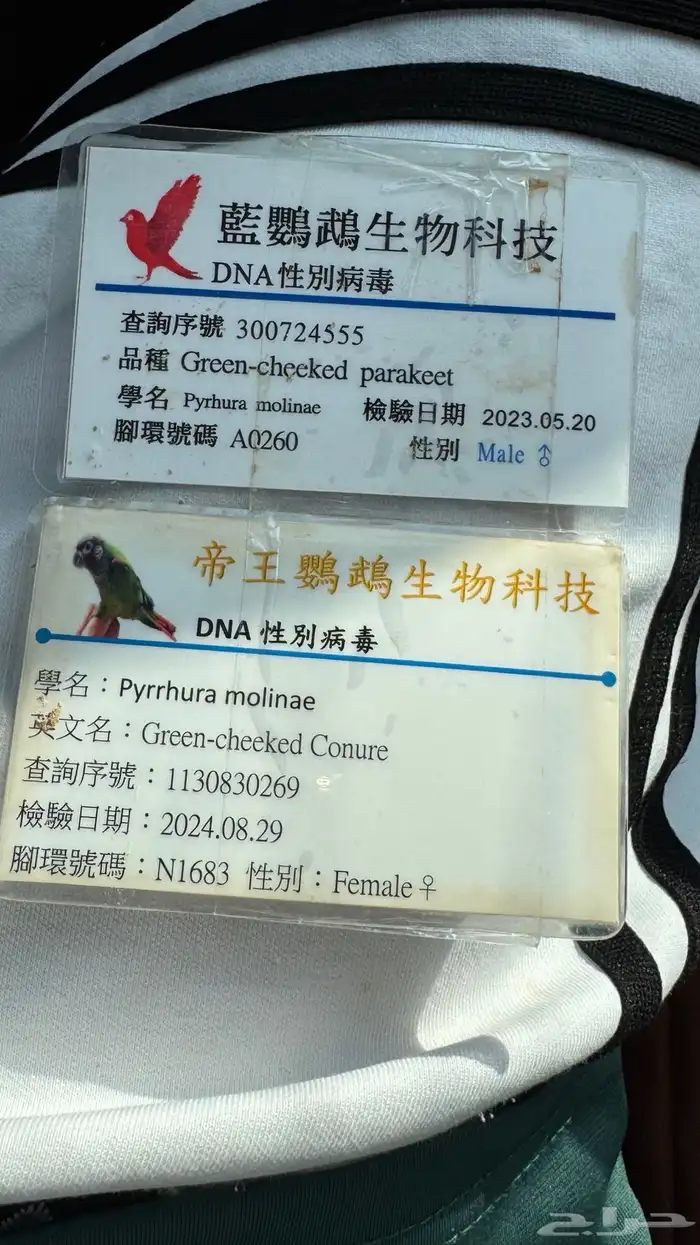 藍鸚鵡生物科技
DNA性別病毒
查詢序號 300724555
品種 Green-cheeked parakeet
學名 Pyrhura molinae 檢驗日期 2023.05.20
腳環號碼 A0260 性別 Male ♂
帝王鸚鵡生物科技
DNA 性別病毒
學名：Pyrrhura molinae
英文名：Green-cheeked Conure
查詢序號：1130830269
檢驗日期：2024.08.29
腳環號碼：N1683 性別：Female♀
حراج